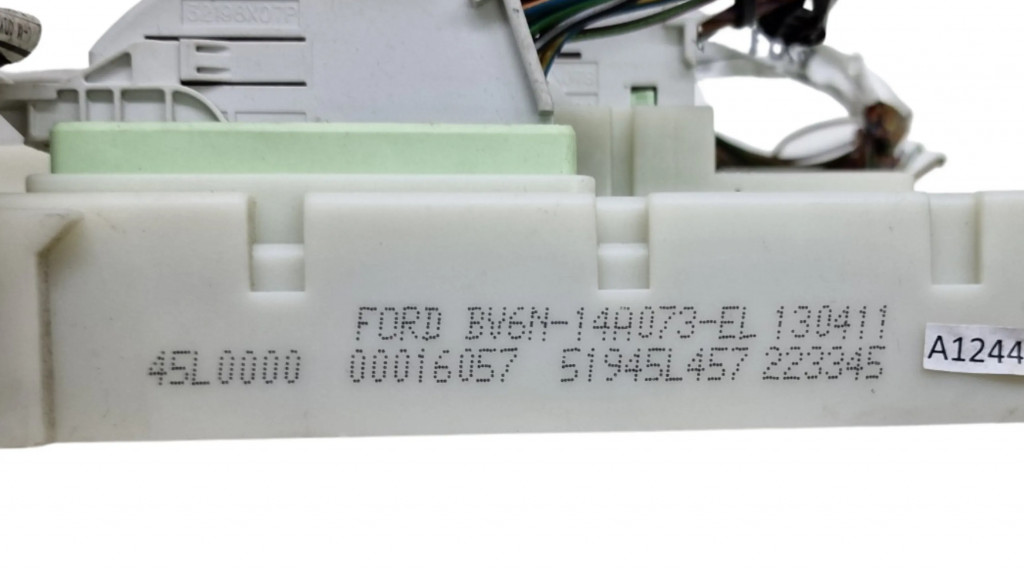 FORD BV6N-14A073-EL 130411
45L0000 00016057 51945L457 223345
A1244